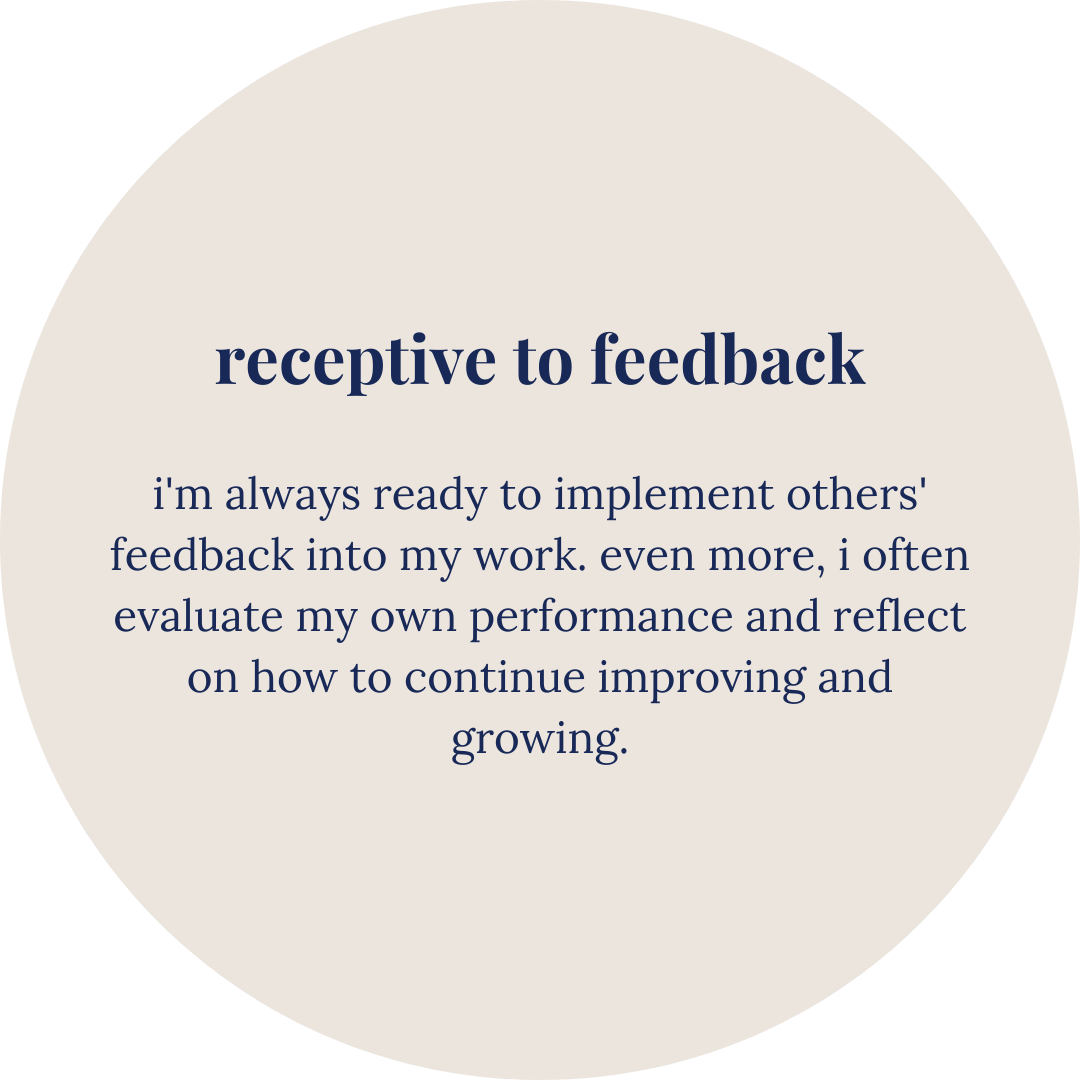 receptive to feedback
i'm always ready to implement others'
feedback into my work. even more, i often
evaluate my own performance and reflect
on how to continue improving and
growing.